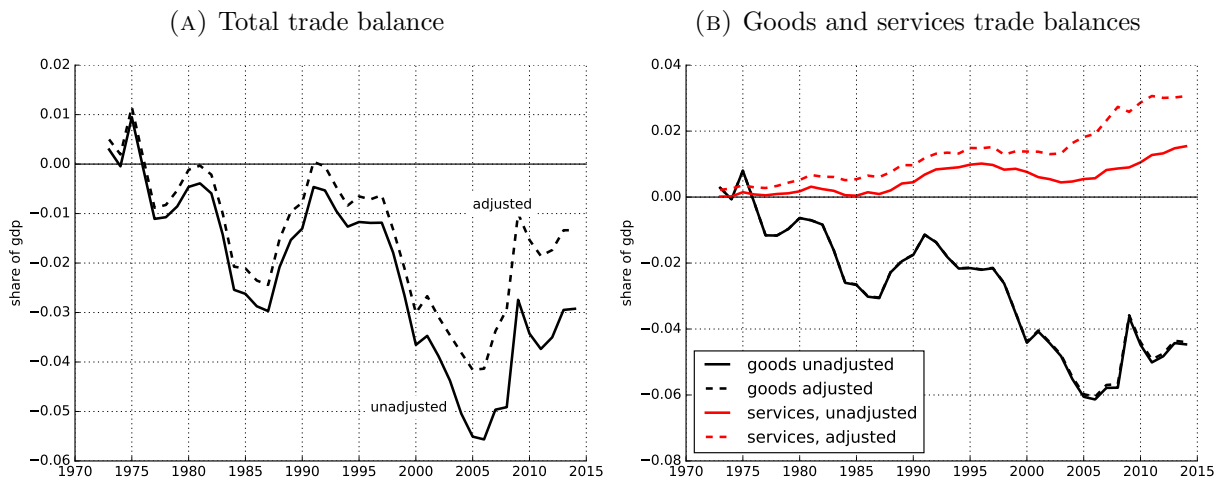 (A) Total trade balance
0.02
0.01
0.00
−0.01
−0.02
−0.03
−0.04
−0.05
−0.06
share of gdp
adjusted
unadjusted
1970 1975 1980 1985 1990 1995 2000 2005 2010 2015
(B) Goods and services trade balances
0.04
0.02
0.00
−0.02
−0.04
−0.06
−0.08
share of gdp
goods unadjusted
goods adjusted
services, unadjusted
services, adjusted
1970 1975 1980 1985 1990 1995 2000 2005 2010 2015